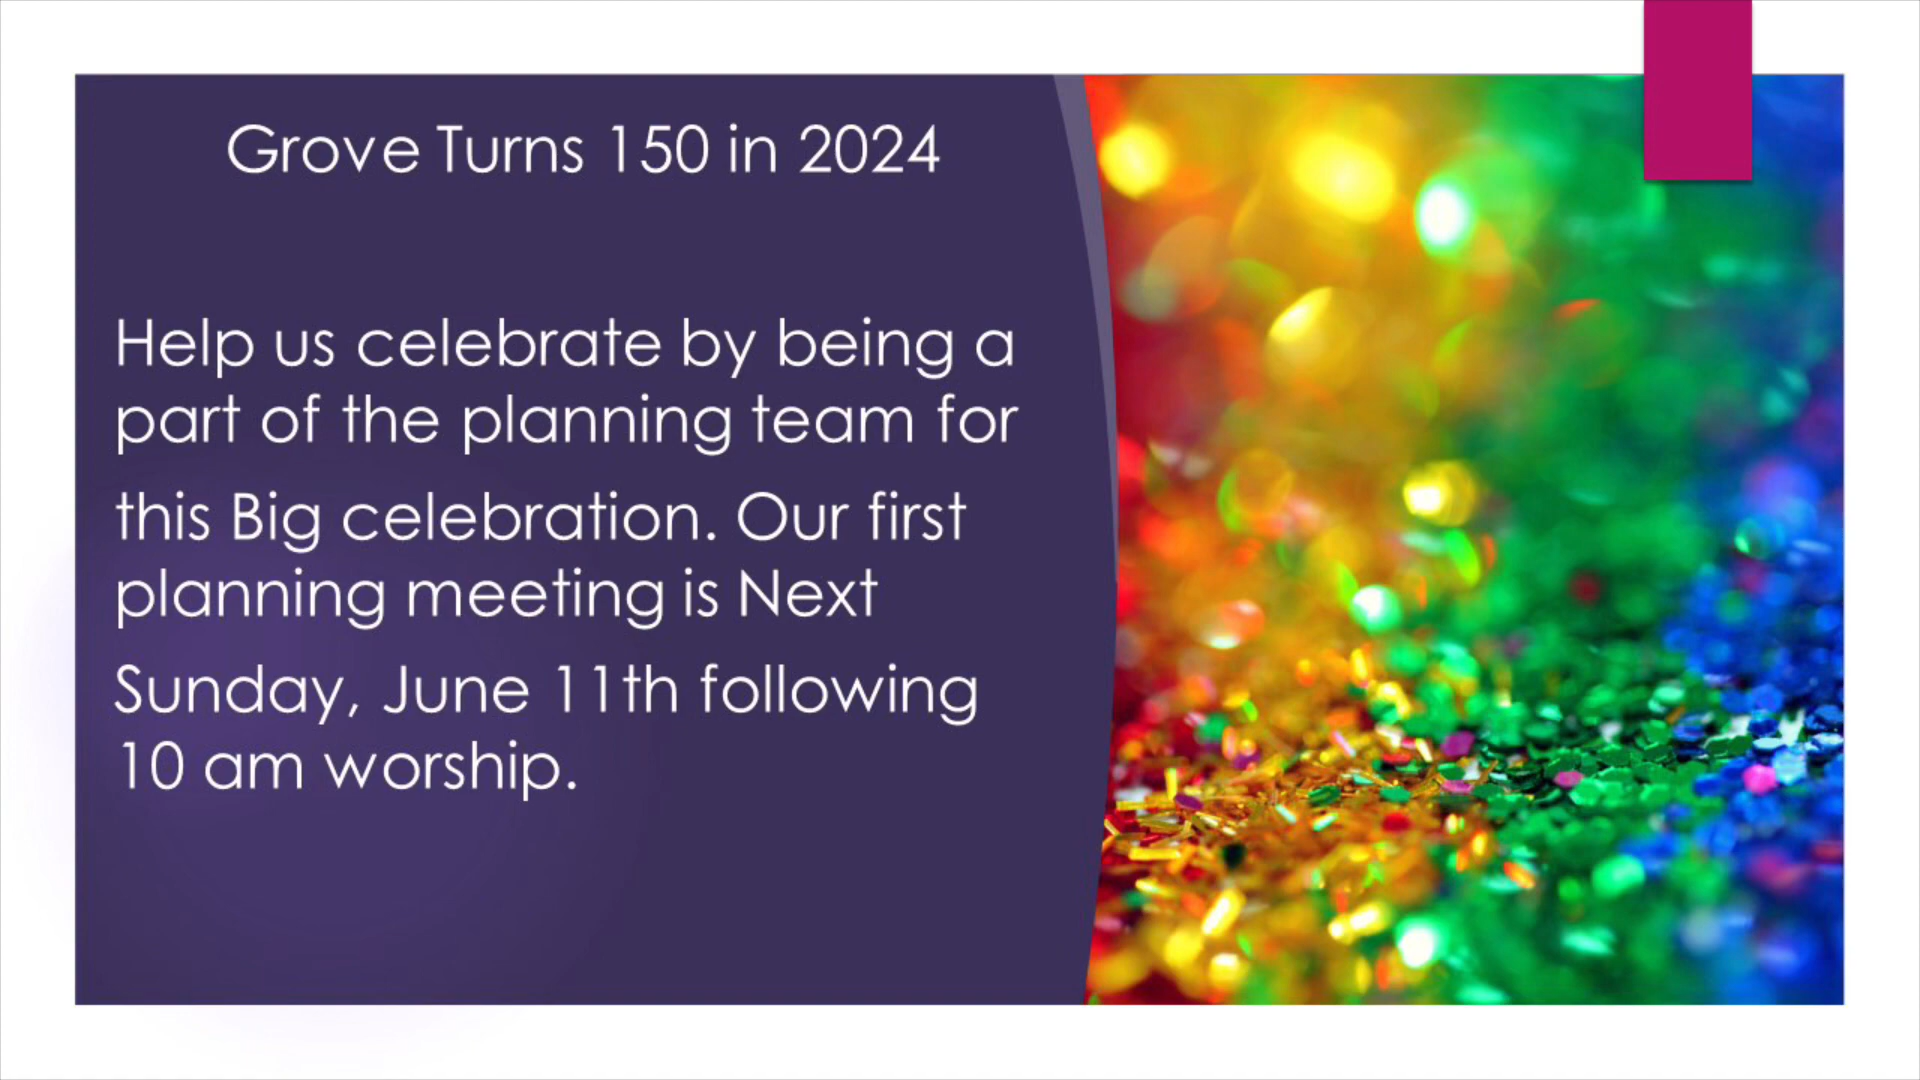 Grove Turns 150 in 2024
Help us celebrate by being a
part of the planning team for
this Big celebration. Our first
planning meeting is Next
Sunday, June 11th following
10 am worship.